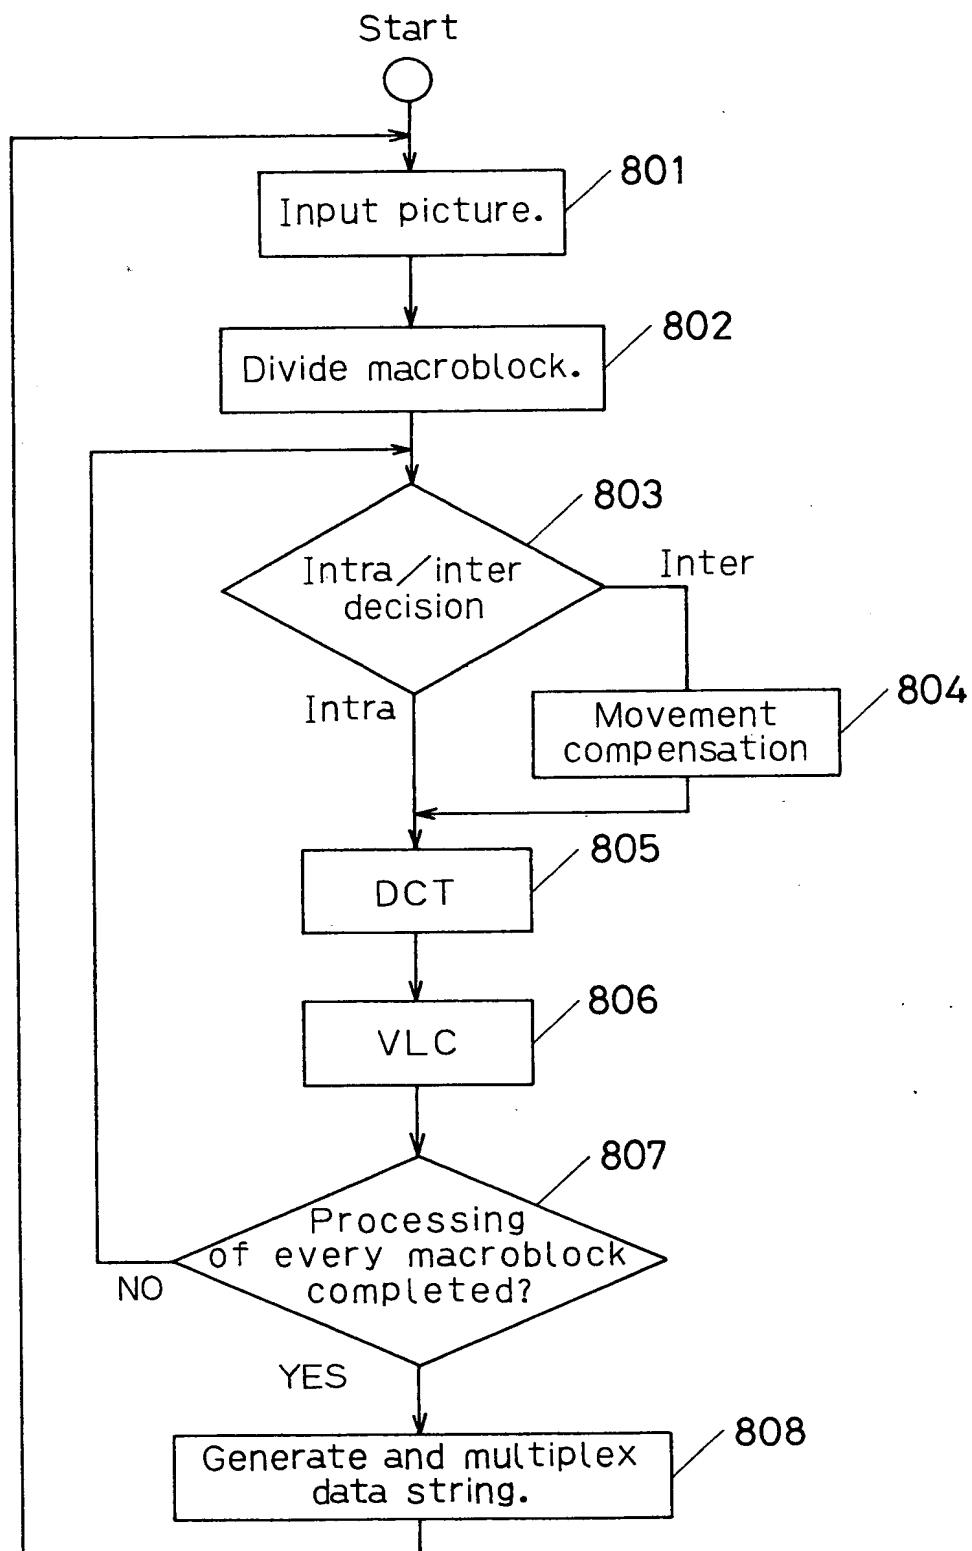 Start
801
Input picture.
802
Divide macroblock.
803
Intra/inter
decision
Inter
Intra
804
Movement
compensation
805
DCT
806
VLC
807
Processing
of every macroblock
completed?
NO
YES
808
Generate and multiplex
data string.